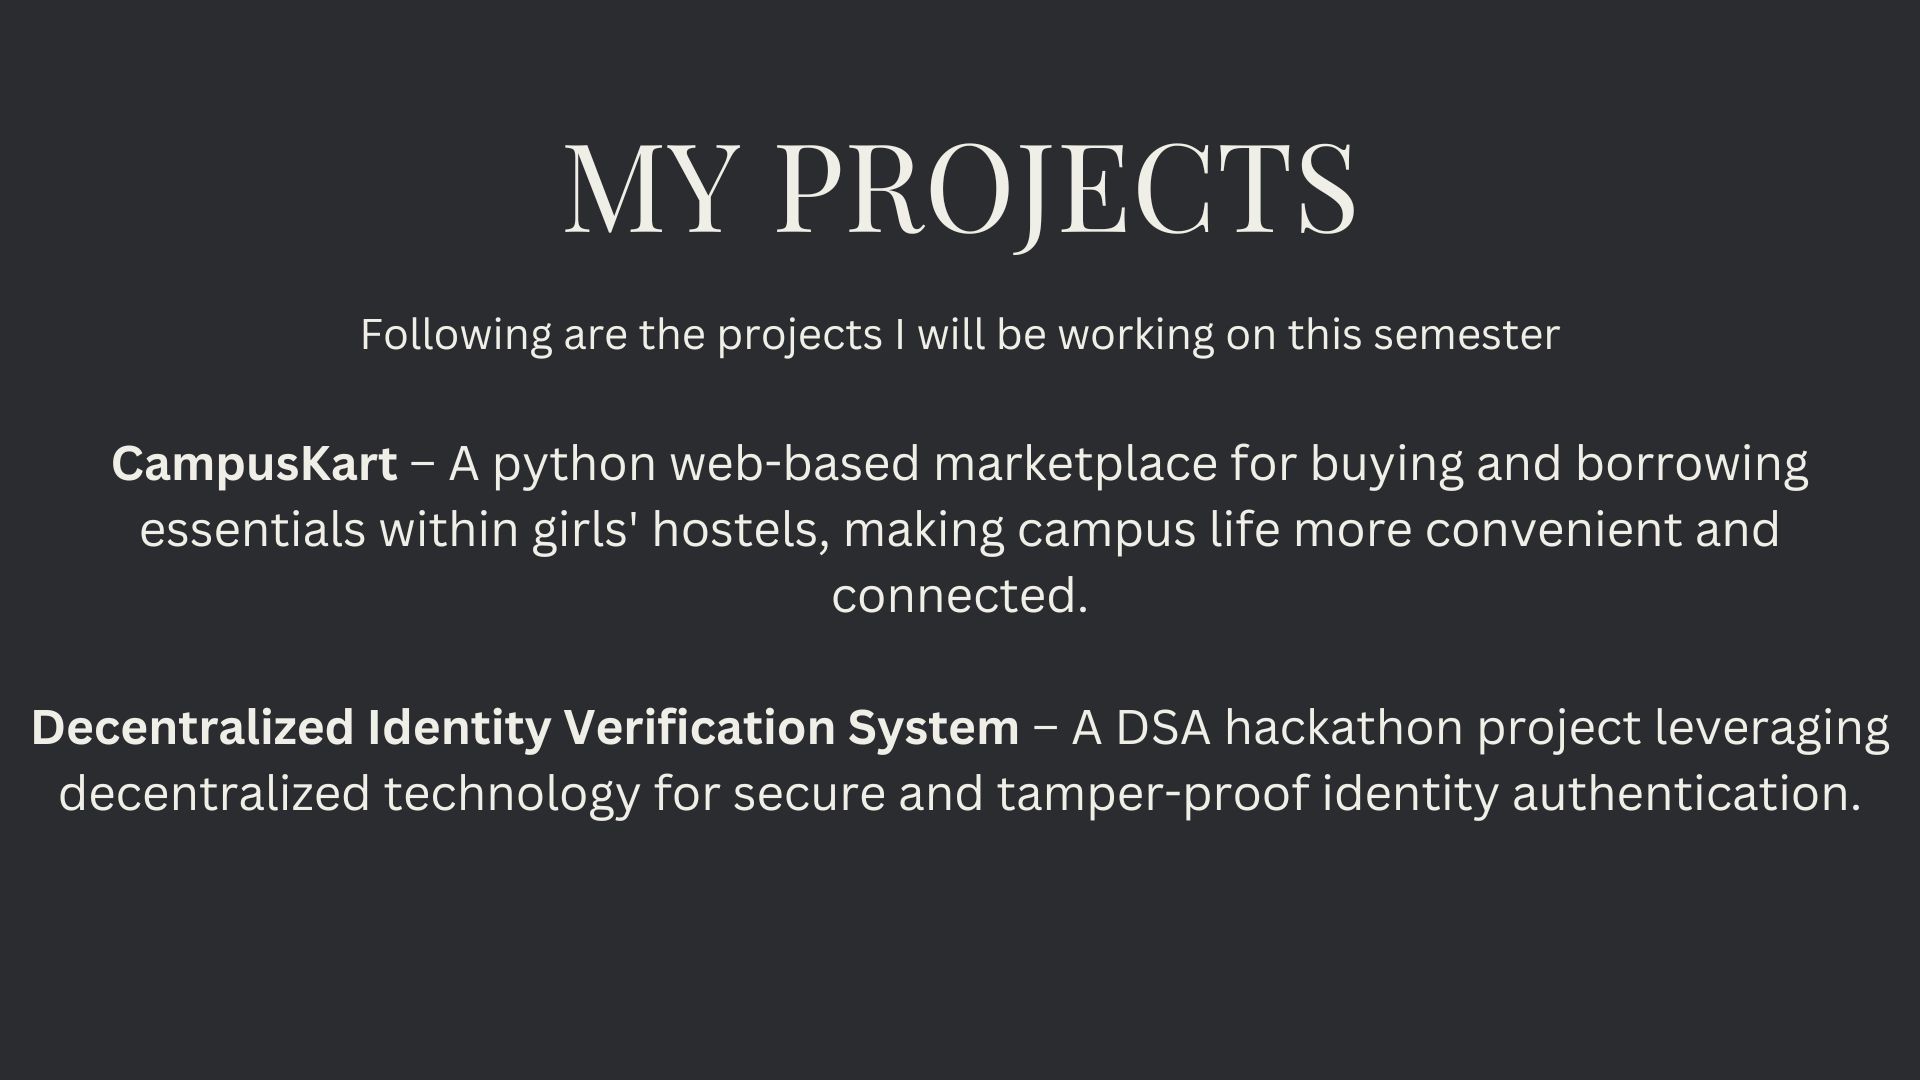 MY PROJECTS
Following are the projects I will be working on this semester
CampusKart – A python web-based marketplace for buying and borrowing
essentials within girls' hostels, making campus life more convenient and
connected.
Decentralized Identity Verification System – A DSA hackathon project leveraging
decentralized technology for secure and tamper-proof identity authentication.